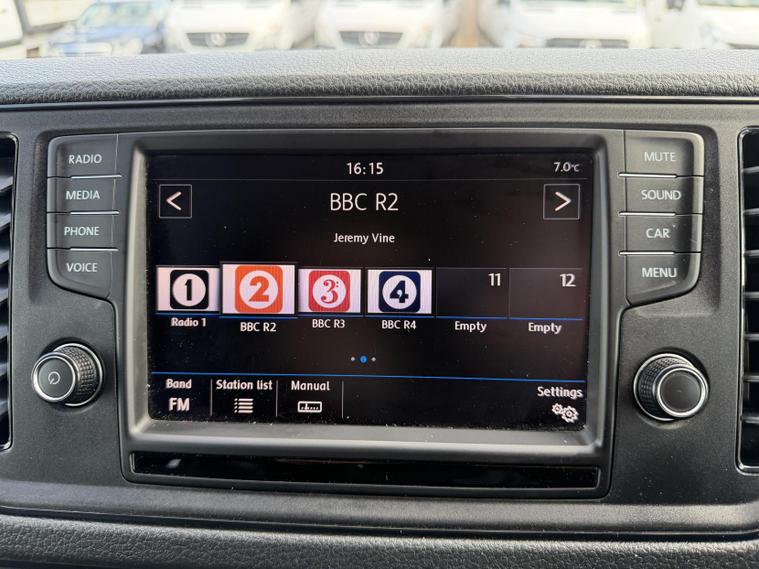 RADIO
MEDIA
PHONE
VOICE
16:15
7.0°C
<
BBC R2
>
Jeremy Vine
1
2
3
4
11
12
Radio 1
BBC R2
BBC R3
BBC R4
Empty
Empty
Band
FM
Station list
Manual
Settings
MUTE
SOUND
CAR
MENU